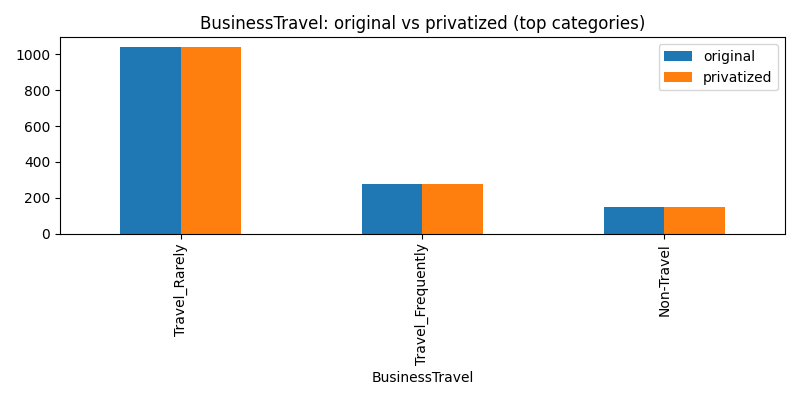 BusinessTravel: original vs privatized (top categories)
original
privatized
1000
800
600
400
200
0
Travel_Rarely
Travel_Frequently
Non-Travel
BusinessTravel